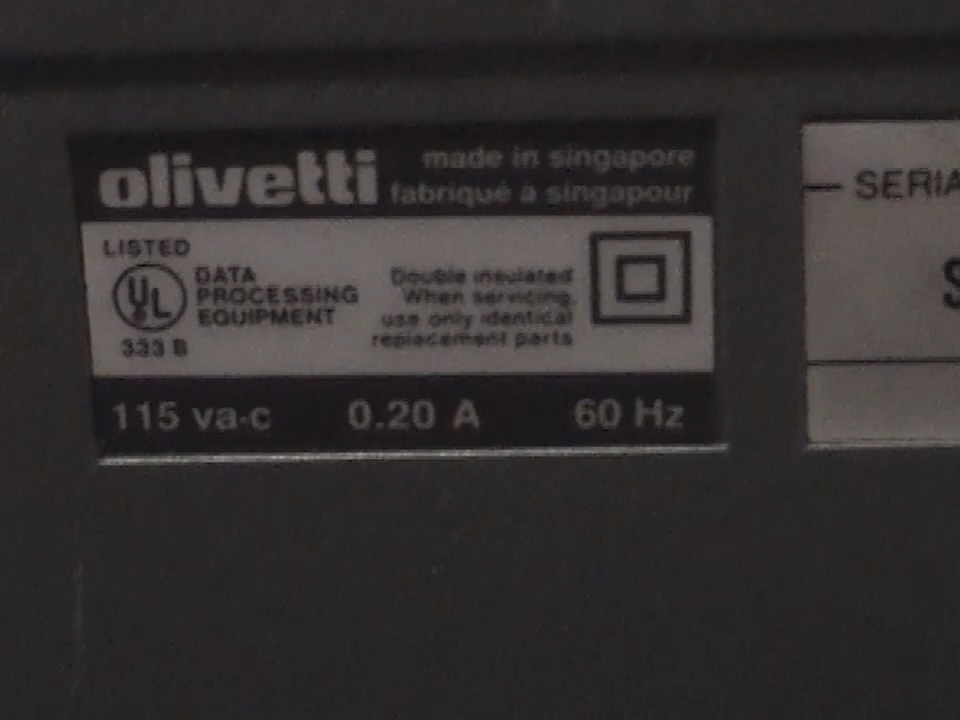 olivetti
made in singapore
fabriqué à singapour
LISTED
UL
DATA
PROCESSING
EQUIPMENT
333 B
Double insulated
When servicing,
use only identical
replacement parts
115 va-c 0.20 A 60 Hz
SERIA
S